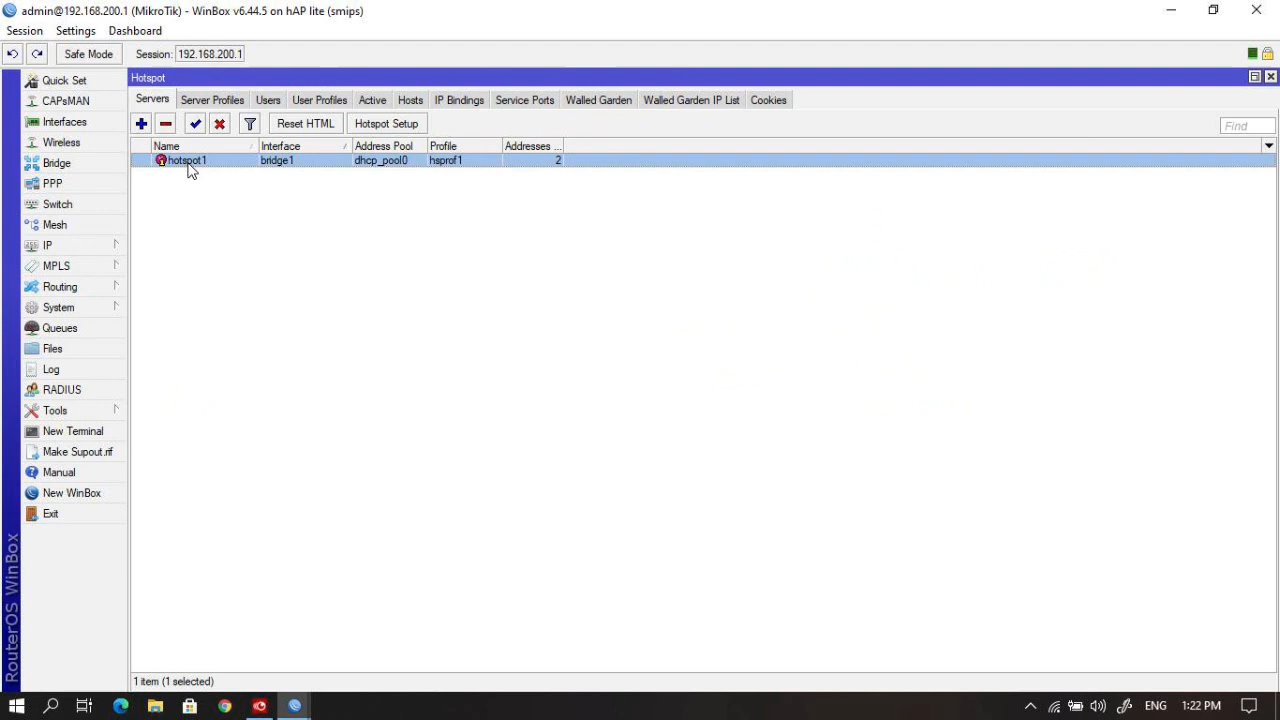 admin@192.168.200.1 (MikroTik) - WinBox v6.44.5 on hAP lite (smips)
Session Settings Dashboard
Safe Mode Session: 192.168.200.1
Quick Set
CAPsMAN
Interfaces
Wireless
Bridge
PPP
Switch
Mesh
IP
MPLS
Routing
System
Queues
Files
Log
RADIUS
Tools
New Terminal
Make Supout.rif
Manual
New WinBox
Exit
RouterOS WinBox
Hotspot
Servers Server Profiles Users User Profiles Active Hosts IP Bindings Service Ports Walled Garden Walled Garden IP List Cookies
Reset HTML Hotspot Setup Find
Name Interface Address Pool Profile Addresses ...
hotspot1 bridge1 dhcp_pool0 hsprof1 2
1 item (1 selected)
ENG 1:22 PM